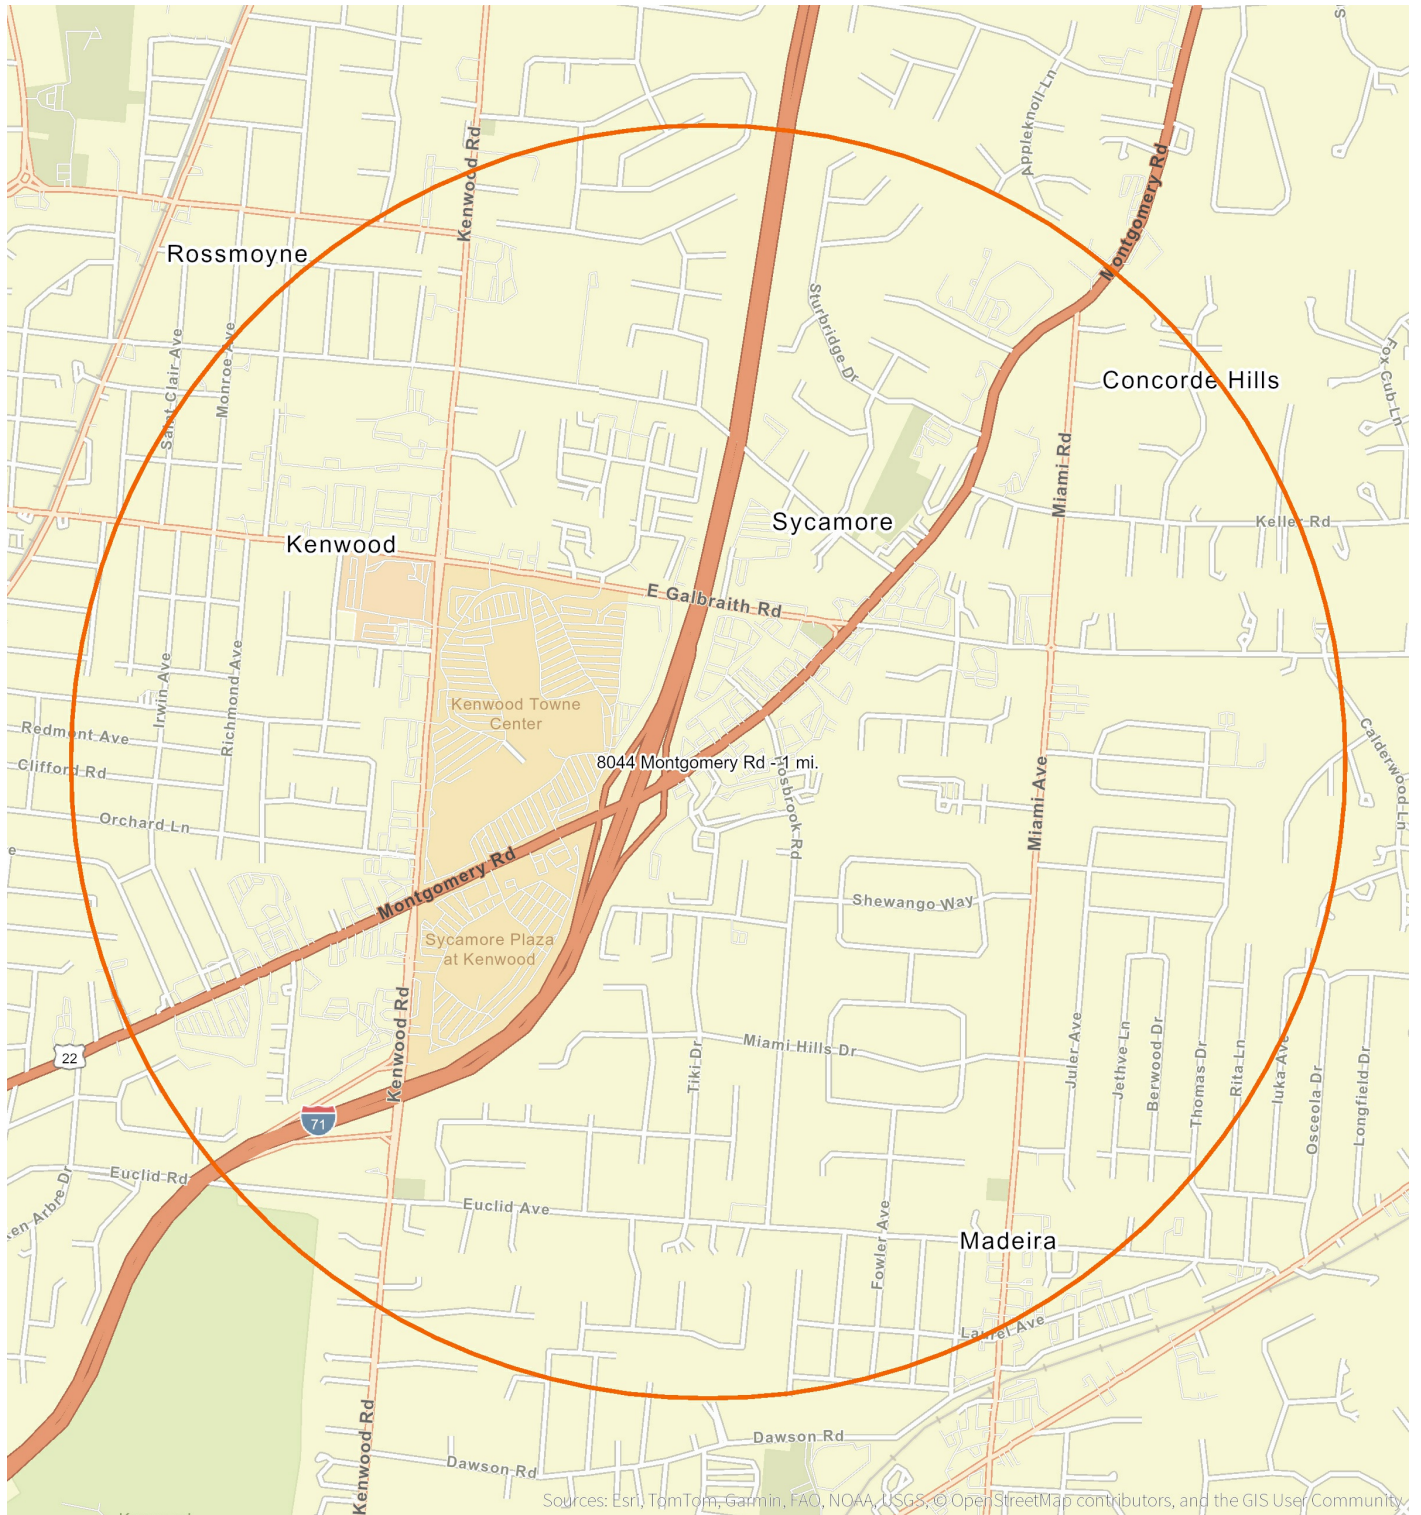 Appleknoll Ln
Kenwood Rd
Montgomery Rd
Rossmoyne
Sturbridge Dr
Saint Clair Ave
Monroe Ave
Concorde Hills
Fox Cub Ln
Miami Rd
Sycamore
Keller Rd
Kenwood
E Galbraith Rd
Irwin Ave
Richmond Ave
Kenwood Towne
Center
Redmont Ave
Clifford Rd
8044 Montgomery Rd - 1 mi.
Calderwood Ln
Miami Ave
Orchard Ln
osbrook Rd
Montgomery Rd
Shewango Way
Sycamore Plaza
at Kenwood
Kenwood Rd
22
Miami Hills Dr
Tiki Dr
Juler Ave
Jethve Ln
Berwood Dr
Thomas Dr
Rita Ln
Iuka Ave
Osceola Dr
Longfield Dr
71
Euclid Rd
en Arbre Dr
Euclid Ave
Fowler Ave
Madeira
Laurel Ave
Kenwood Rd
Dawson Rd
Dawson Rd
Sources: Esri, TomTom, Garmin, FAO, NOAA, USGS, © OpenStreetMap contributors, and the GIS User Community